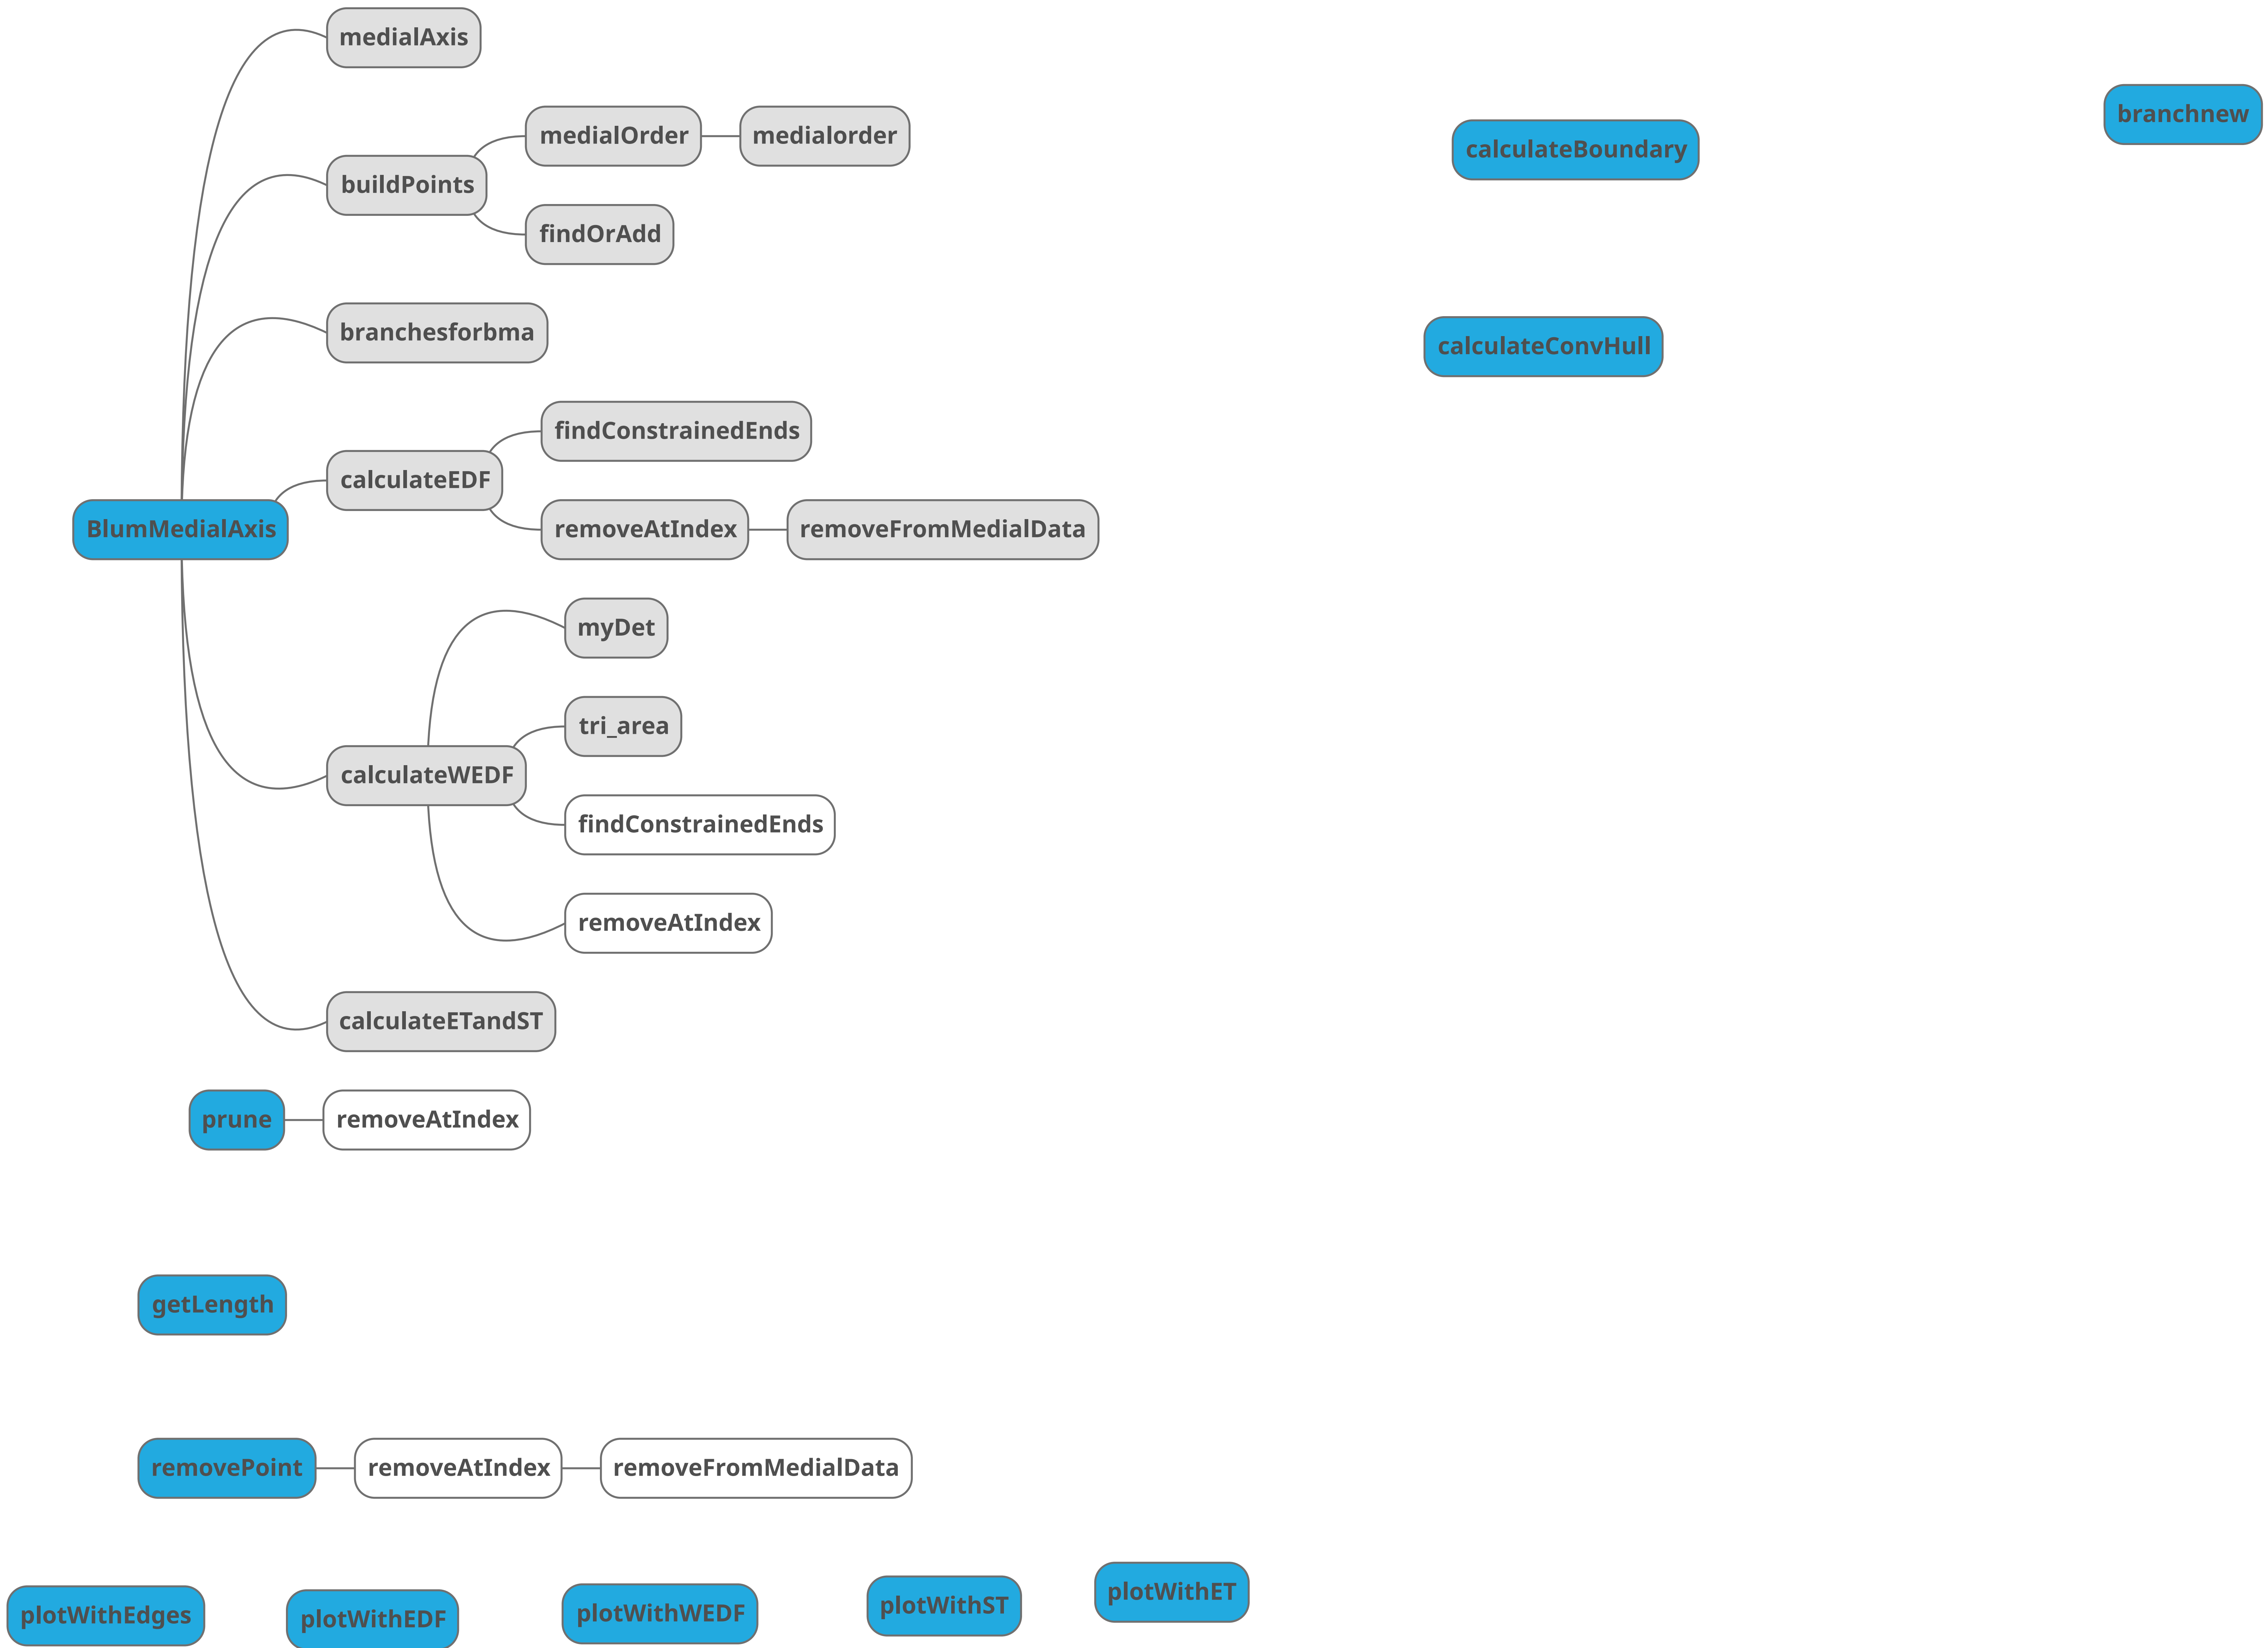 medialAxis
branchnew
medialOrder
medialorder
calculateBoundary
buildPoints
findOrAdd
branchesforbma
calculateConvHull
findConstrainedEnds
calculateEDF
BlumMedialAxis
removeAtIndex
removeFromMedialData
myDet
tri_area
calculateWEDF
findConstrainedEnds
removeAtIndex
calculateETandST
prune
removeAtIndex
getLength
removePoint
removeAtIndex
removeFromMedialData
plotWithEdges
plotWithEDF
plotWithWEDF
plotWithST
plotWithET